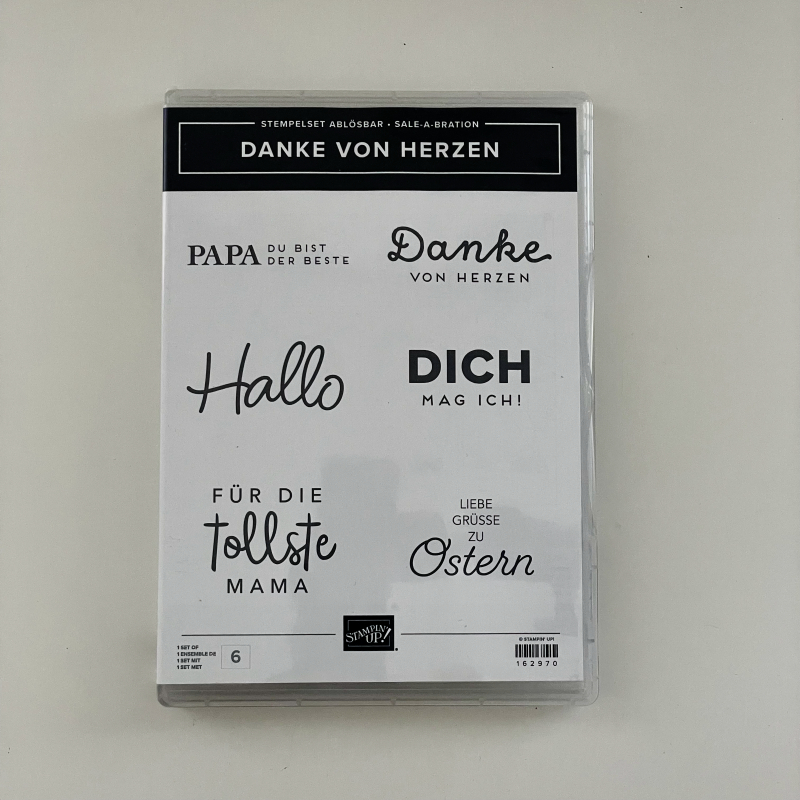 STEMPELSET ABLÖSBAR • SALE-A-BRATION
DANKE VON HERZEN
PAPA DU BIST
DER BESTE
Danke
VON HERZEN
Hallo
DICH
MAG ICH!
FÜR DIE
tollste
MAMA
LIEBE
GRÜSSE
ZU
Ostern
STAMPIN' UP!®
1 SET OF
1 ENSEMBLE DE
1 SET MIT
1 SET MET
6
© STAMPIN' UP!
162970